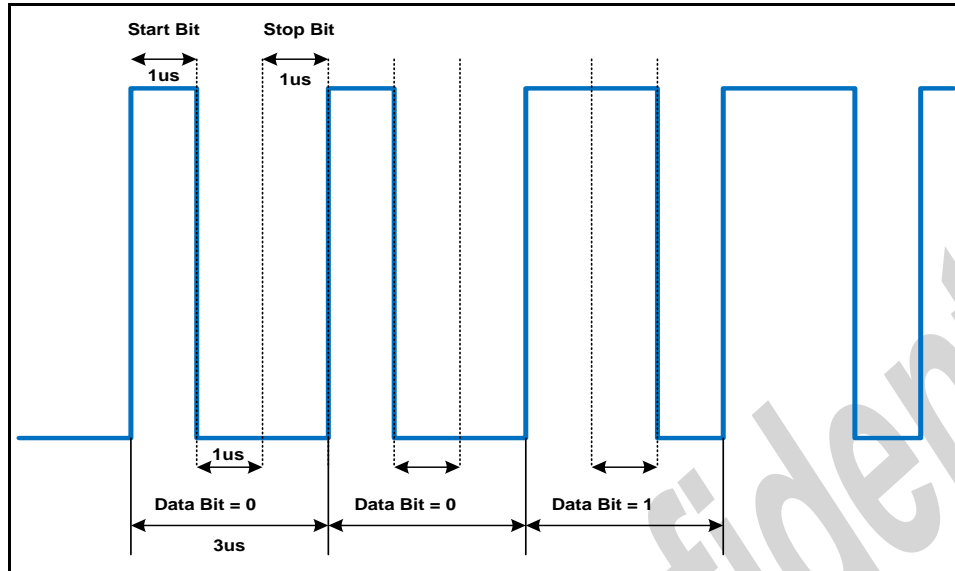 Start Bit Stop Bit
1us 1us
1us
Data Bit = 0 Data Bit = 0 Data Bit = 1
3us